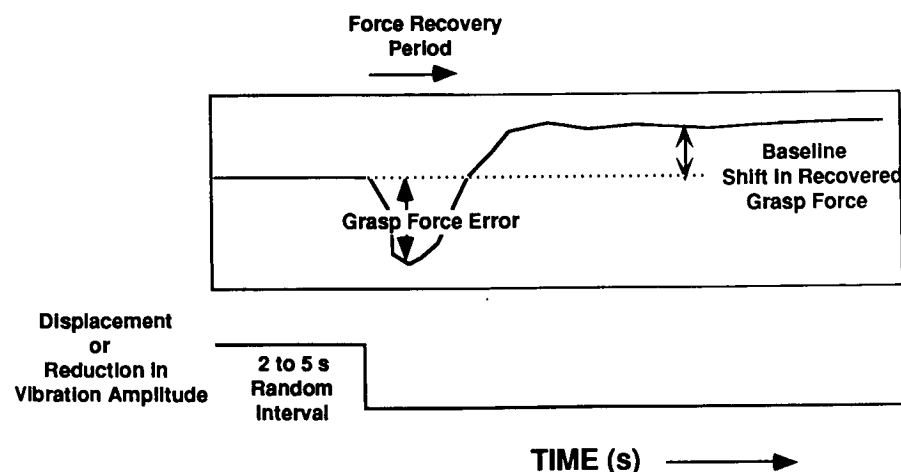 Force Recovery
Period
Baseline
Shift in Recovered
Grasp Force
Grasp Force Error
Displacement
or
Reduction in
Vibration Amplitude
2 to 5 s
Random
Interval
TIME (s)